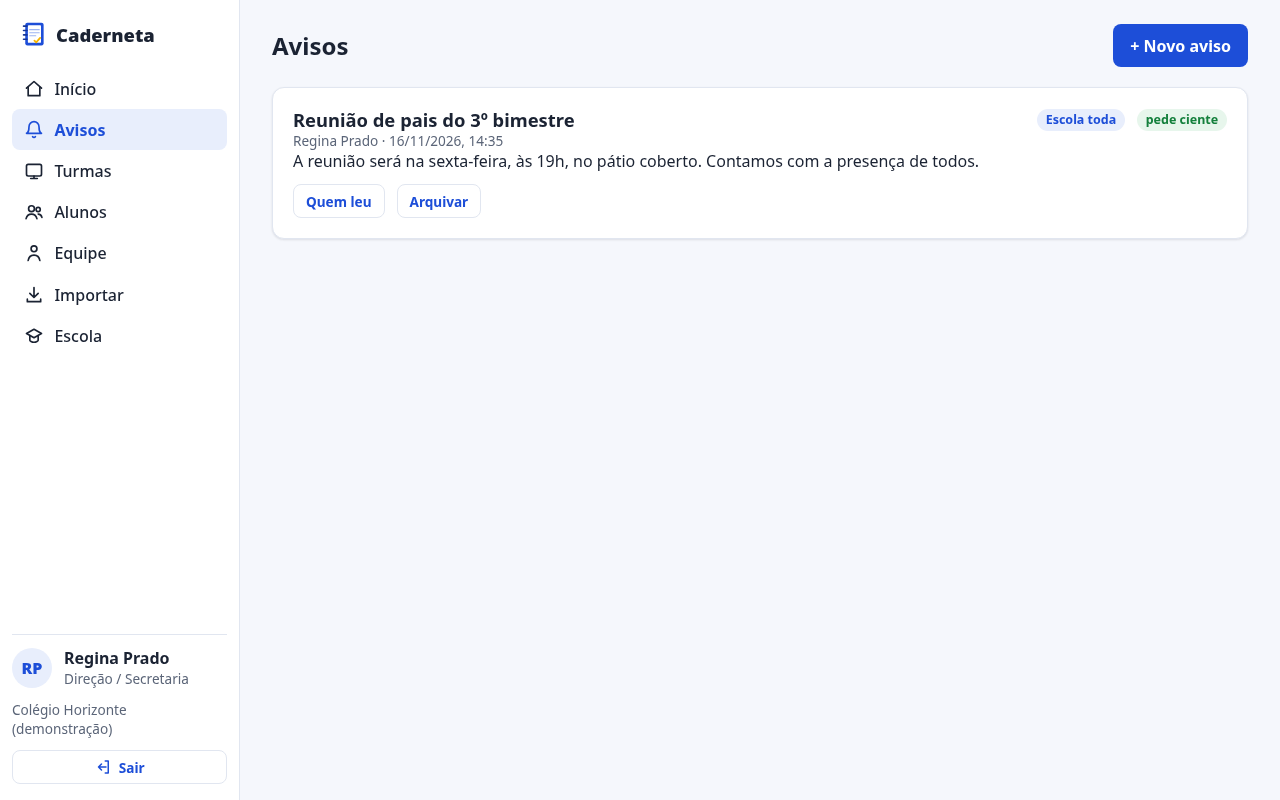 Caderneta
Início
Avisos
Turmas
Alunos
Equipe
Importar
Escola
RP
Regina Prado
Direção / Secretaria
Colégio Horizonte
(demonstração)
Sair
Avisos
+ Novo aviso
Reunião de pais do 3º bimestre
Escola toda
pede ciente
Regina Prado · 16/11/2026, 14:35
A reunião será na sexta-feira, às 19h, no pátio coberto. Contamos com a presença de todos.
Quem leu
Arquivar